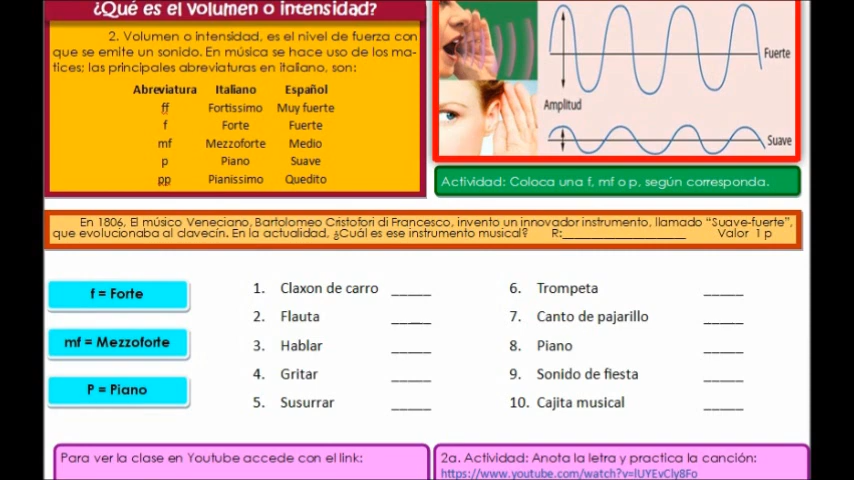 ¿Qué es el volumen o intensidad?
2. Volumen o intensidad, es el nivel de fuerza con
que se emite un sonido. En música se hace uso de los ma-
tices; las principales abreviaturas en italiano, son:
Abreviatura Italiano Español
ff Fortissimo Muy fuerte
f Forte Fuerte
mf Mezzoforte Medio
p Piano Suave
pp Pianissimo Quedito
Fuerte
Amplitud
Suave
Actividad: Coloca una f, mf o p, según corresponda.
En 1806, El músico Veneciano, Bartolomeo Cristofori di Francesco, invento un innovador instrumento, llamado “Suave-fuerte”,
que evolucionaba al clavecín. En la actualidad, ¿Cuál es ese instrumento musical? R:____________________ Valor 1 p
f = Forte
mf = Mezzoforte
P = Piano
1. Claxon de carro _____
2. Flauta _____
3. Hablar _____
4. Gritar _____
5. Susurrar _____
6. Trompeta _____
7. Canto de pajarillo _____
8. Piano _____
9. Sonido de fiesta _____
10. Cajita musical _____
Para ver la clase en Youtube accede con el link:
2a. Actividad: Anota la letra y practica la canción:
https://www.youtube.com/watch?v=lUYEvCly8Fo